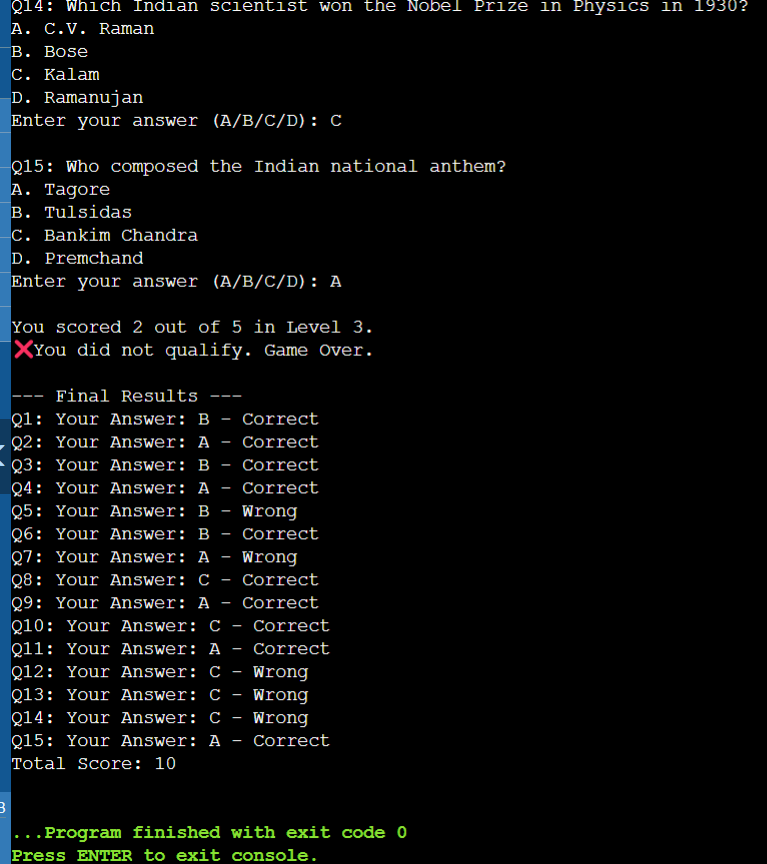 Q14: Which Indian scientist won the Nobel Prize in Physics in 1930?
A. C.V. Raman
B. Bose
C. Kalam
D. Ramanujan
Enter your answer (A/B/C/D): C
Q15: Who composed the Indian national anthem?
A. Tagore
B. Tulsidas
C. Bankim Chandra
D. Premchand
Enter your answer (A/B/C/D): A
You scored 2 out of 5 in Level 3.
❌You did not qualify. Game Over.
--- Final Results ---
Q1: Your Answer: B - Correct
Q2: Your Answer: A - Correct
Q3: Your Answer: B - Correct
Q4: Your Answer: A - Correct
Q5: Your Answer: B - Wrong
Q6: Your Answer: B - Correct
Q7: Your Answer: A - Wrong
Q8: Your Answer: C - Correct
Q9: Your Answer: A - Correct
Q10: Your Answer: C - Correct
Q11: Your Answer: A - Correct
Q12: Your Answer: C - Wrong
Q13: Your Answer: C - Wrong
Q14: Your Answer: C - Wrong
Q15: Your Answer: A - Correct
Total Score: 10
...Program finished with exit code 0
Press ENTER to exit console.